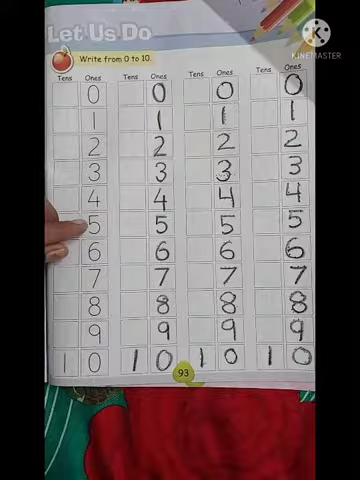 Let Us Do
KINEMASTER
Write from 0 to 10.
Tens Ones Tens Ones Tens Ones Tens Ones
0 0 0 0
1 1 1 1
2 2 2 2
3 3 3 3
4 4 4 4
5 5 5 5
6 6 6 6
7 7 7 7
8 8 8 8
9 9 9 9
1 0 1 0 1 0 1 0
93